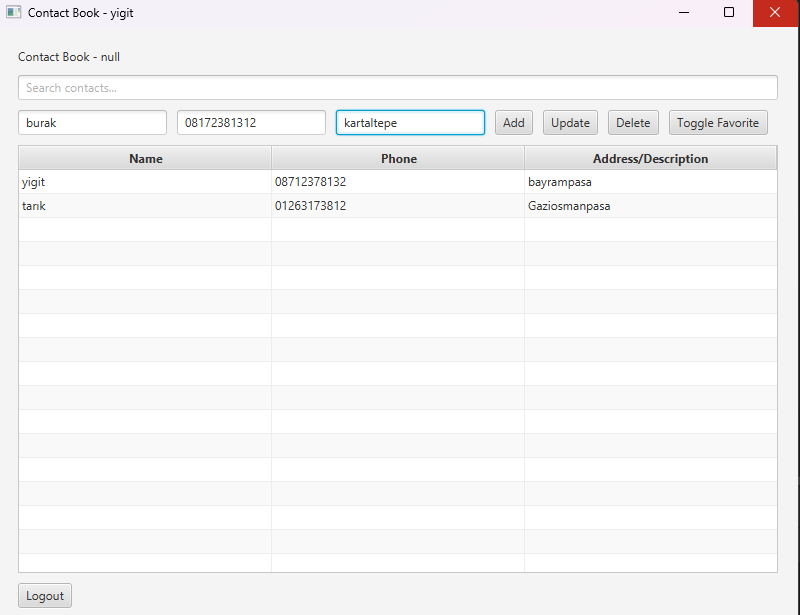 Contact Book - yigit
Contact Book - null
Search contacts...
burak 08172381312 kartaltepe Add Update Delete Toggle Favorite
Name Phone Address/Description
yigit 08712378132 bayrampasa
tarık 01263173812 Gaziosmanpasa
Logout